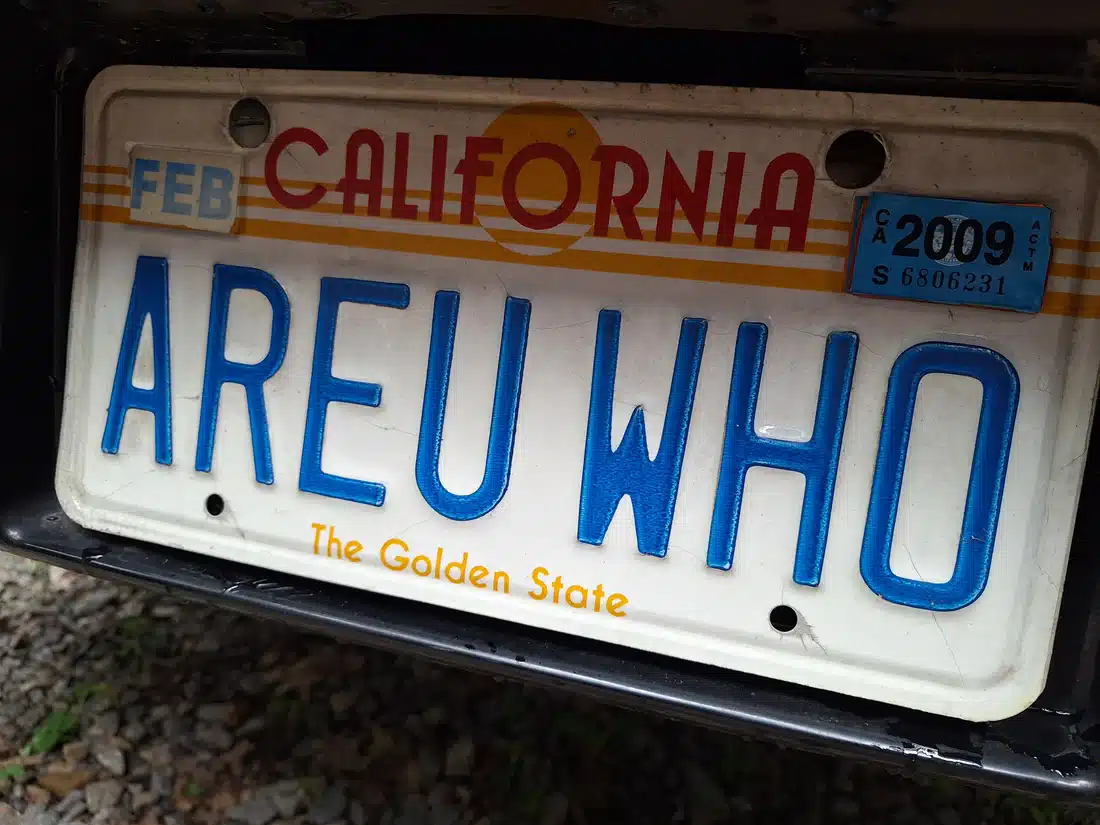 CALIFORNIA
FEB
CA 2009 ACTM
S 6806231
AREU WHO
The Golden State